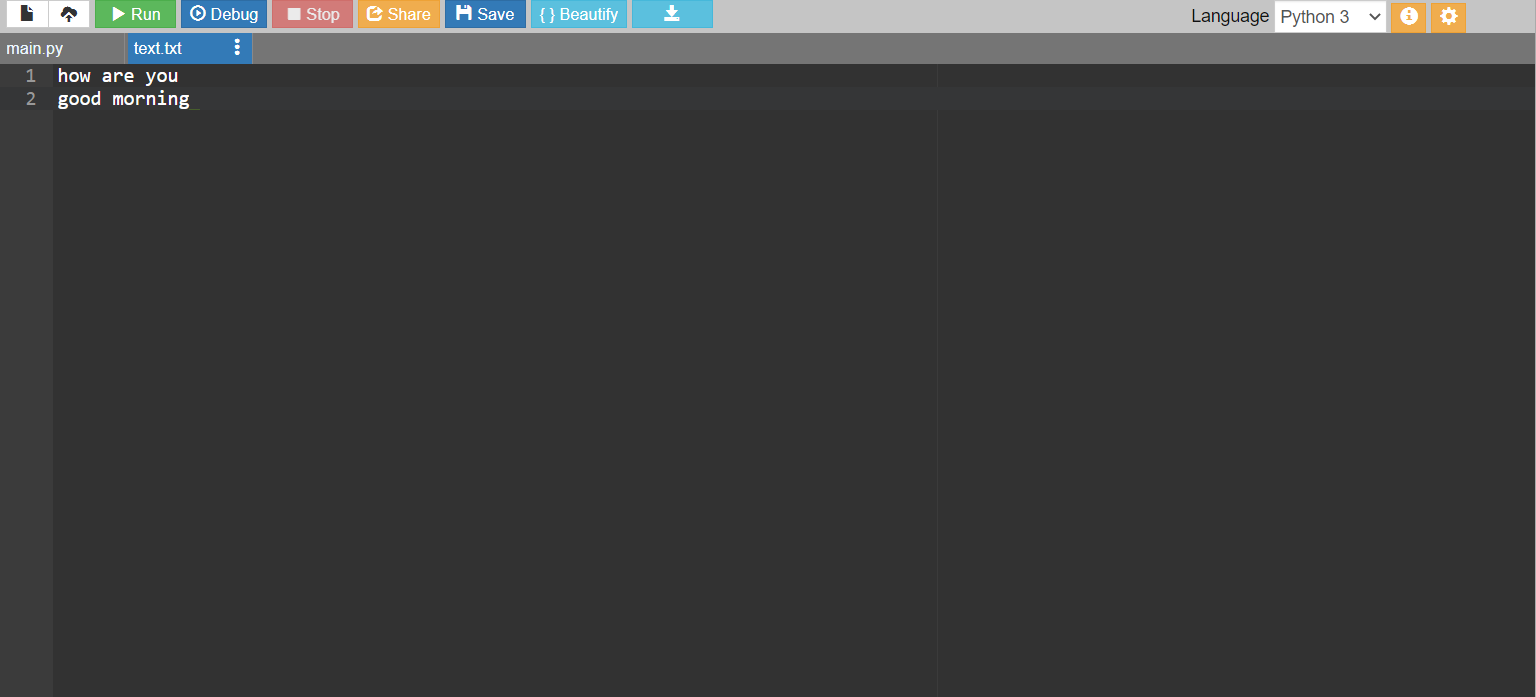 Run Debug Stop Share Save { } Beautify Language Python 3
main.py text.txt
1 how are you
2 good morning